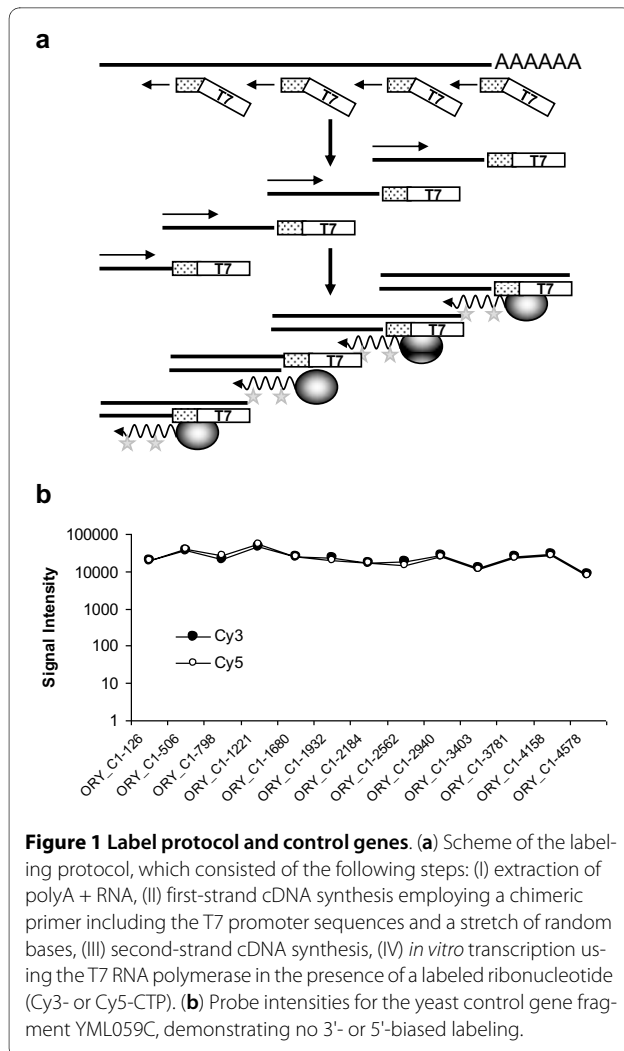 a
AAAAAA
T7 T7 T7 T7
T7
T7
T7
T7
T7
T7
T7
T7
b
Signal Intensity
100000
10000
1000
100
10
1
Cy3
Cy5
ORY_C1-126
ORY_C1-506
ORY_C1-798
ORY_C1-1221
ORY_C1-1680
ORY_C1-1932
ORY_C1-2184
ORY_C1-2562
ORY_C1-2940
ORY_C1-3403
ORY_C1-3781
ORY_C1-4158
ORY_C1-4578
Figure 1 Label protocol and control genes. (a) Scheme of the label-
ing protocol, which consisted of the following steps: (I) extraction of
polyA + RNA, (II) first-strand cDNA synthesis employing a chimeric
primer including the T7 promoter sequences and a stretch of random
bases, (III) second-strand cDNA synthesis, (IV) in vitro transcription us-
ing the T7 RNA polymerase in the presence of a labeled ribonucleotide
(Cy3- or Cy5-CTP). (b) Probe intensities for the yeast control gene frag-
ment YML059C, demonstrating no 3'- or 5'-biased labeling.